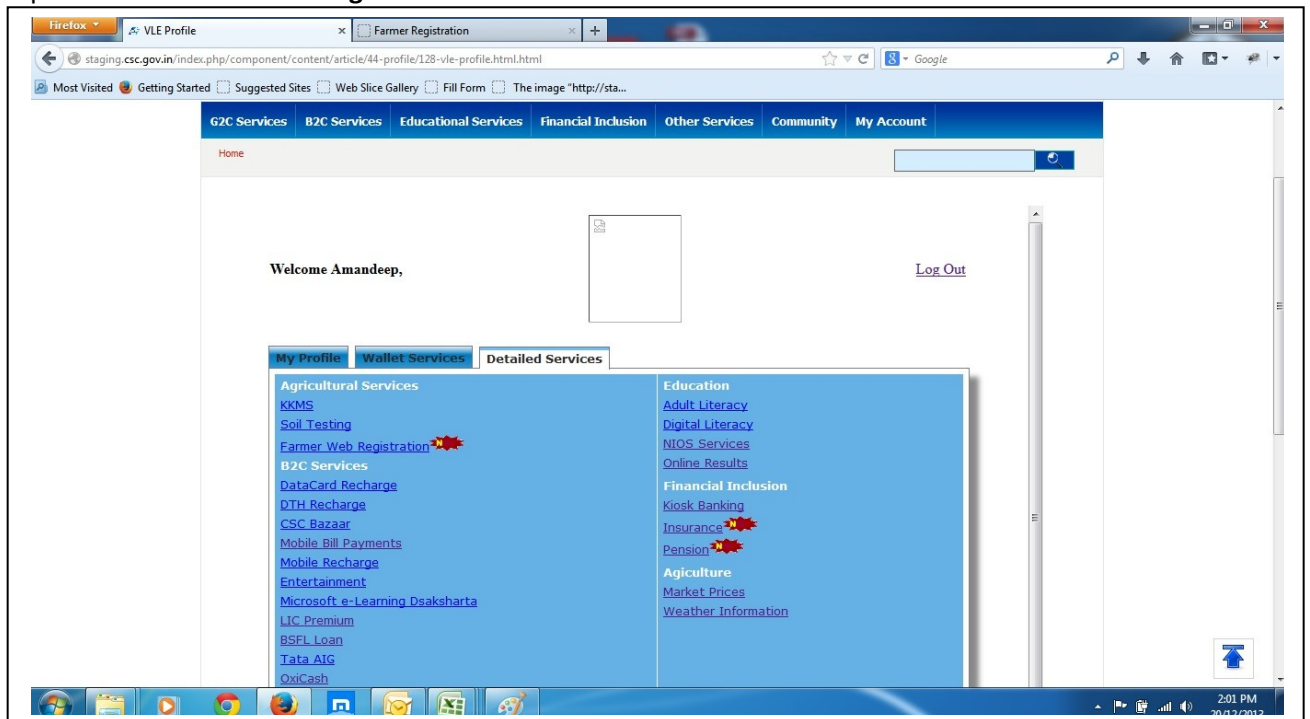 Firefox
VLE Profile
Farmer Registration
staging.csc.gov.in/index.php/component/content/article/44-profile/128-vle-profile.html.html
Google
Most Visited Getting Started Suggested Sites Web Slice Gallery Fill Form The image "http://sta...
G2C Services B2C Services Educational Services Financial Inclusion Other Services Community My Account
Home
Welcome Amandeep,
Log Out
My Profile Wallet Services Detailed Services
Agricultural Services
KKMS
Soil Testing
Farmer Web Registration
B2C Services
DataCard Recharge
DTH Recharge
CSC Bazaar
Mobile Bill Payments
Mobile Recharge
Entertainment
Microsoft e-Learning Dsaksharta
LIC Premium
BSFL Loan
Tata AIG
OxiCash
Education
Adult Literacy
Digital Literacy
NIOS Services
Online Results
Financial Inclusion
Kiosk Banking
Insurance
Pension
Agiculture
Market Prices
Weather Information
2:01 PM
20/12/2013